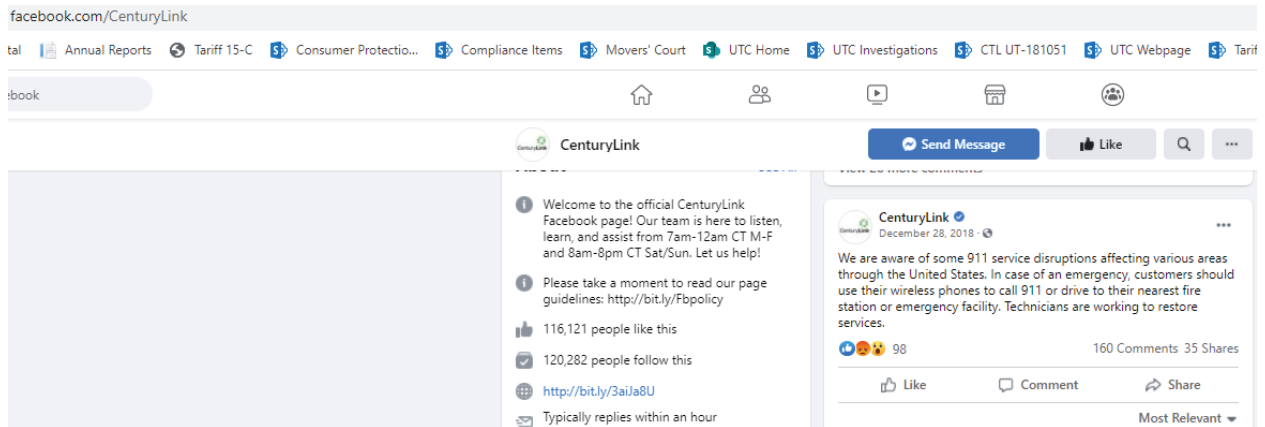 facebook.com/CenturyLink
tal Annual Reports Tariff 15-C Consumer Protectio... Compliance Items Movers' Court UTC Home UTC Investigations CTL UT-181051 UTC Webpage Tarif
ebook
CenturyLink Send Message Like ...
About See All
Welcome to the official CenturyLink
Facebook page! Our team is here to listen,
learn, and assist from 7am-12am CT M-F
and 8am-8pm CT Sat/Sun. Let us help!
Please take a moment to read our page
guidelines: http://bit.ly/Fbpolicy
116,121 people like this
120,282 people follow this
http://bit.ly/3aiJa8U
Typically replies within an hour
View 26 more comments
CenturyLink
December 28, 2018 ·
We are aware of some 911 service disruptions affecting various areas
through the United States. In case of an emergency, customers should
use their wireless phones to call 911 or drive to their nearest fire
station or emergency facility. Technicians are working to restore
services.
98 160 Comments 35 Shares
Like Comment Share
Most Relevant